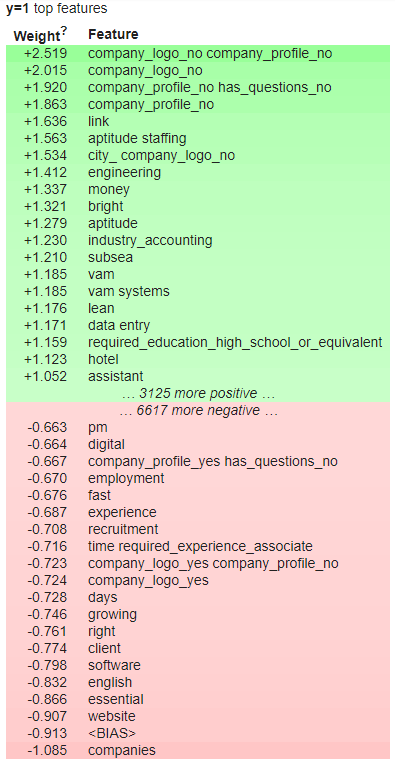 y=1 top features
Weight? Feature
+2.519 company_logo_no company_profile_no
+2.015 company_logo_no
+1.920 company_profile_no has_questions_no
+1.863 company_profile_no
+1.636 link
+1.563 aptitude staffing
+1.534 city_ company_logo_no
+1.412 engineering
+1.337 money
+1.321 bright
+1.279 aptitude
+1.230 industry_accounting
+1.210 subsea
+1.185 vam
+1.185 vam systems
+1.176 lean
+1.171 data entry
+1.159 required_education_high_school_or_equivalent
+1.123 hotel
+1.052 assistant
… 3125 more positive …
… 6617 more negative …
-0.663 pm
-0.664 digital
-0.667 company_profile_yes has_questions_no
-0.670 employment
-0.676 fast
-0.687 experience
-0.708 recruitment
-0.716 time required_experience_associate
-0.723 company_logo_yes company_profile_no
-0.724 company_logo_yes
-0.728 days
-0.746 growing
-0.761 right
-0.774 client
-0.798 software
-0.832 english
-0.866 essential
-0.907 website
-0.913 <BIAS>
-1.085 companies